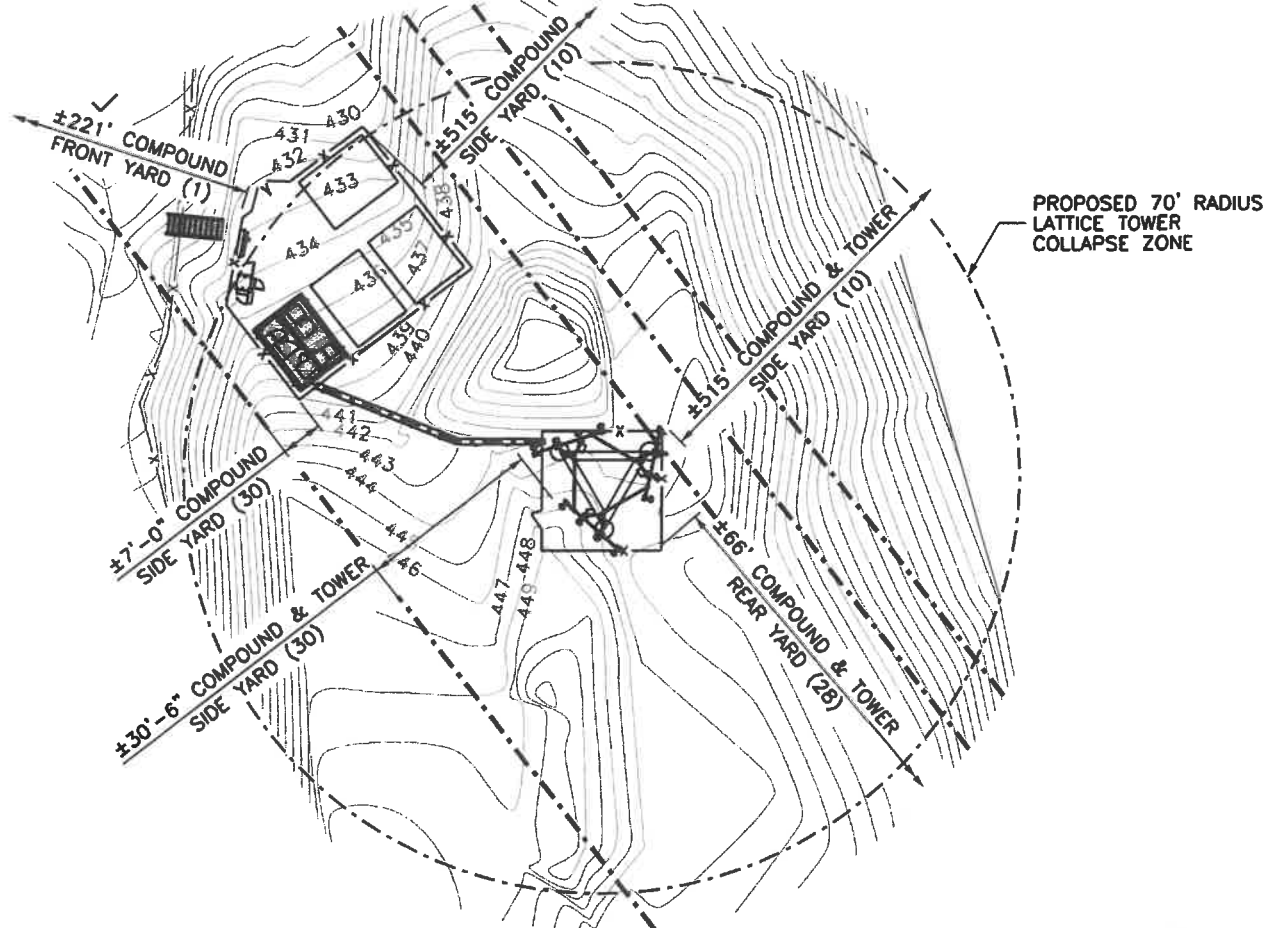 ±221' COMPOUND
FRONT YARD (1)
±515' COMPOUND
SIDE YARD (10)
430
431
432
433
434
435
437
438
439
440
PROPOSED 70' RADIUS
LATTICE TOWER
COLLAPSE ZONE
±515' COMPOUND & TOWER
SIDE YARD (10)
441
442
443
444
446
447
448
449
±7'-0" COMPOUND
SIDE YARD (30)
±30'-6" COMPOUND & TOWER
SIDE YARD (30)
±66' COMPOUND & TOWER
REAR YARD (28)